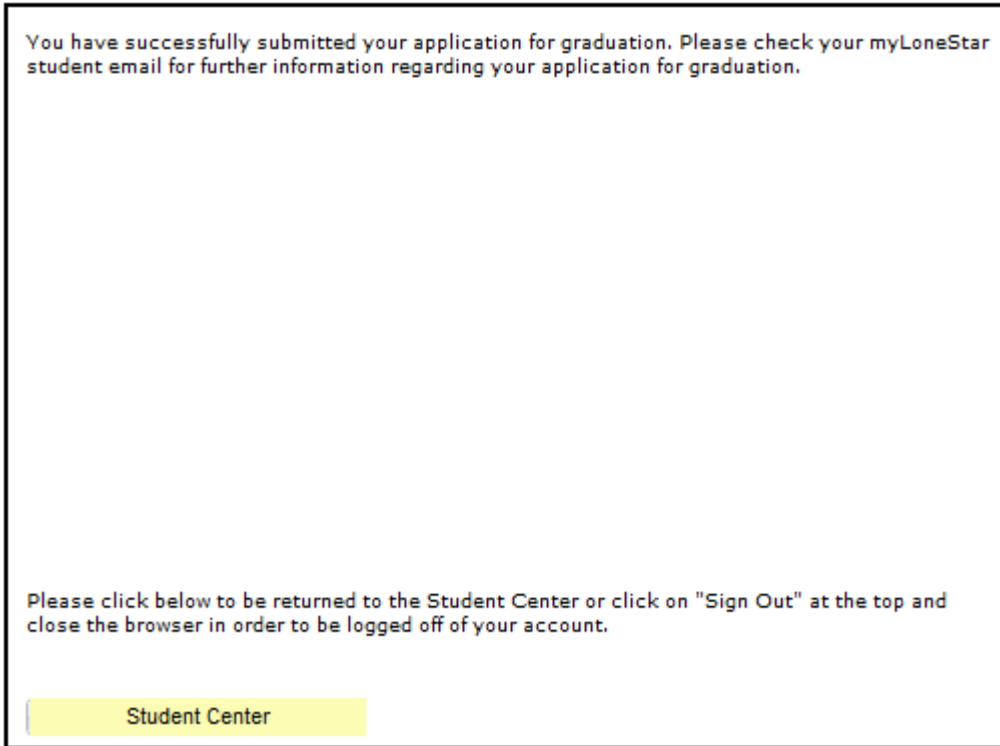 You have successfully submitted your application for graduation. Please check your myLoneStar
student email for further information regarding your application for graduation.
Please click below to be returned to the Student Center or click on "Sign Out" at the top and
close the browser in order to be logged off of your account.
Student Center